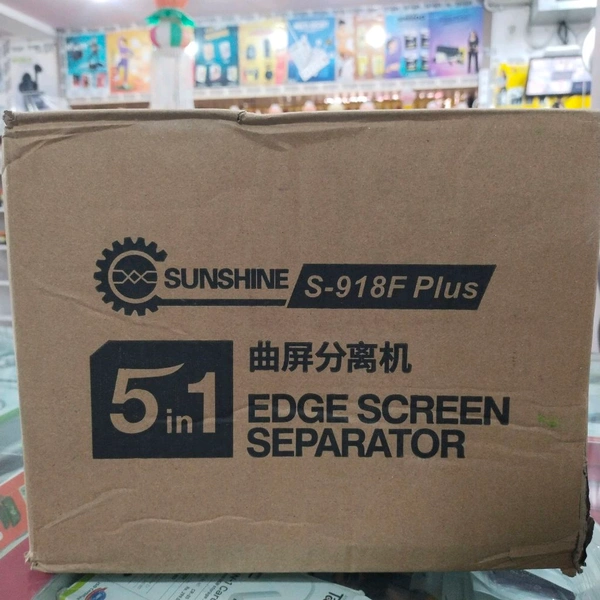 SUNSHINE S-918F Plus
5in1
曲屏分离机
EDGE SCREEN
SEPARATOR